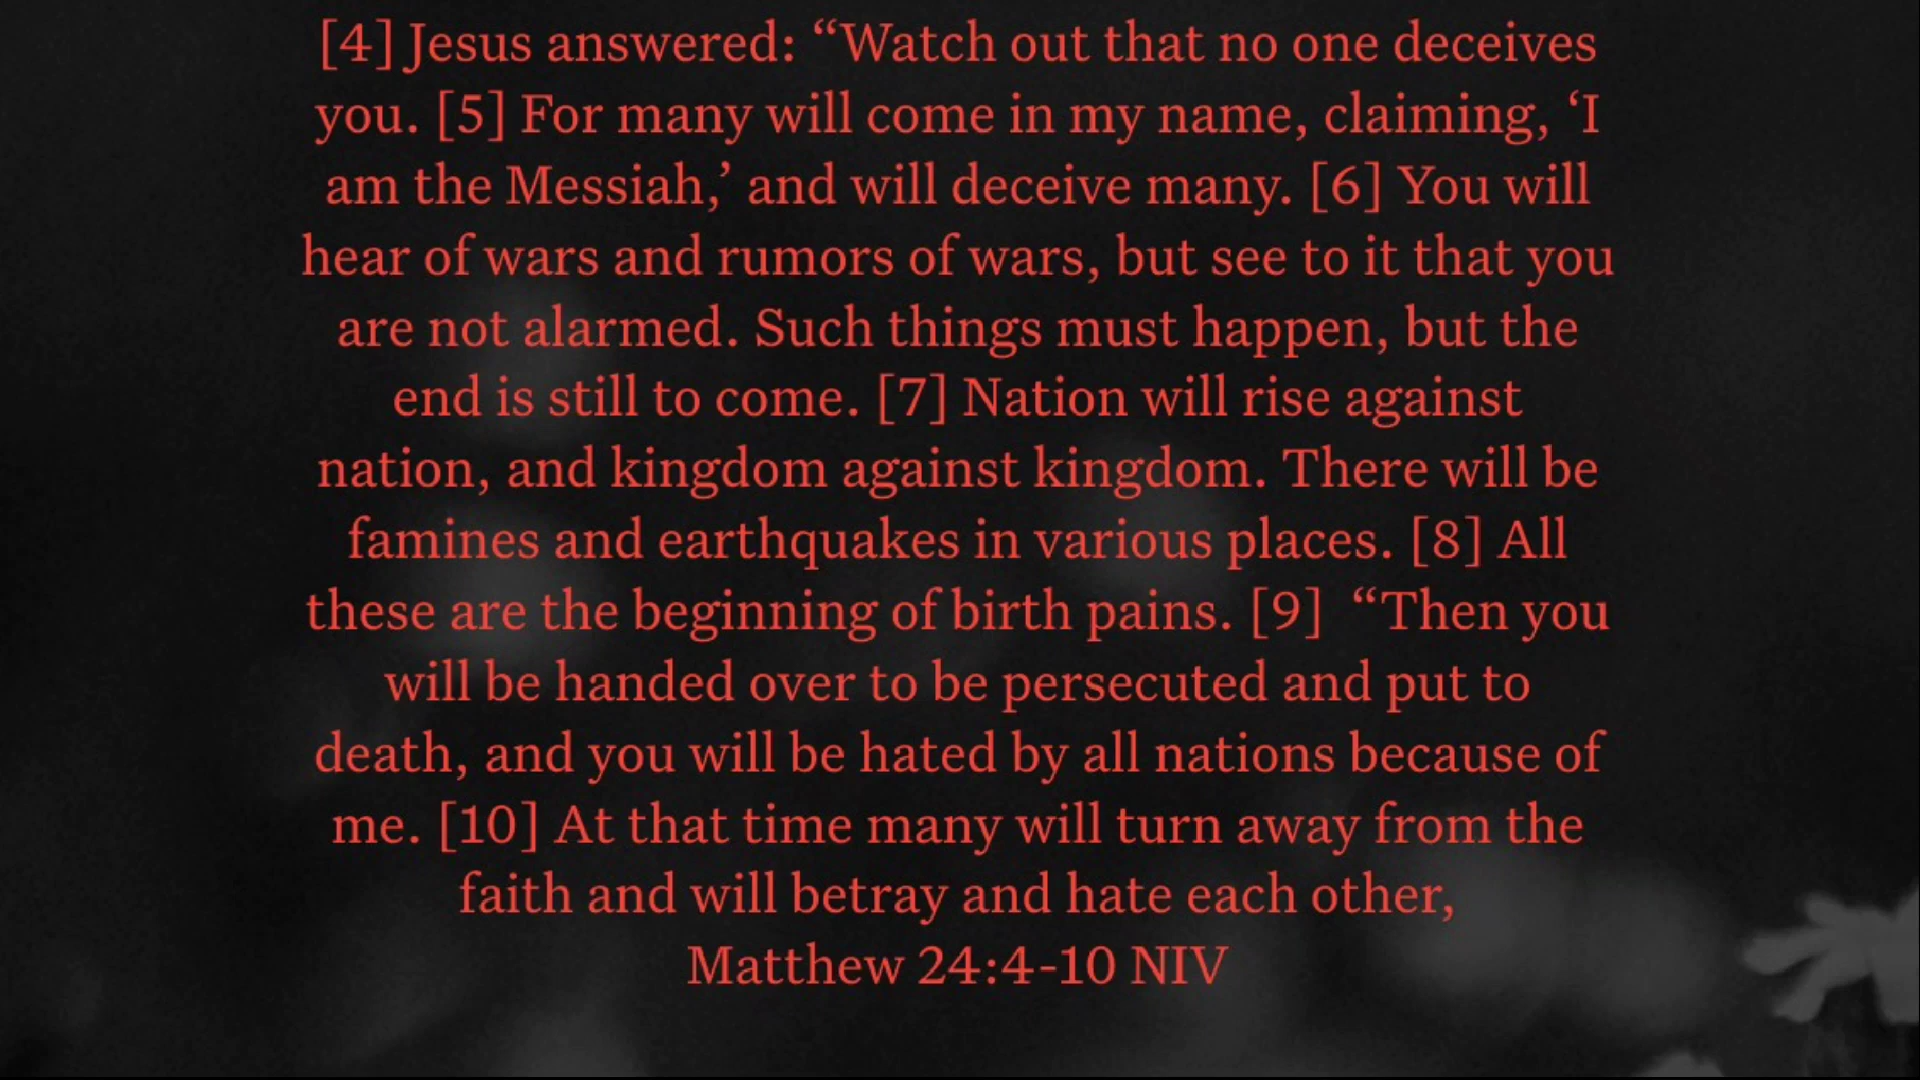 [4] Jesus answered: “Watch out that no one deceives
you. [5] For many will come in my name, claiming, ‘I
am the Messiah,’ and will deceive many. [6] You will
hear of wars and rumors of wars, but see to it that you
are not alarmed. Such things must happen, but the
end is still to come. [7] Nation will rise against
nation, and kingdom against kingdom. There will be
famines and earthquakes in various places. [8] All
these are the beginning of birth pains. [9]  “Then you
will be handed over to be persecuted and put to
death, and you will be hated by all nations because of
me. [10] At that time many will turn away from the
faith and will betray and hate each other,
Matthew 24:4-10 NIV